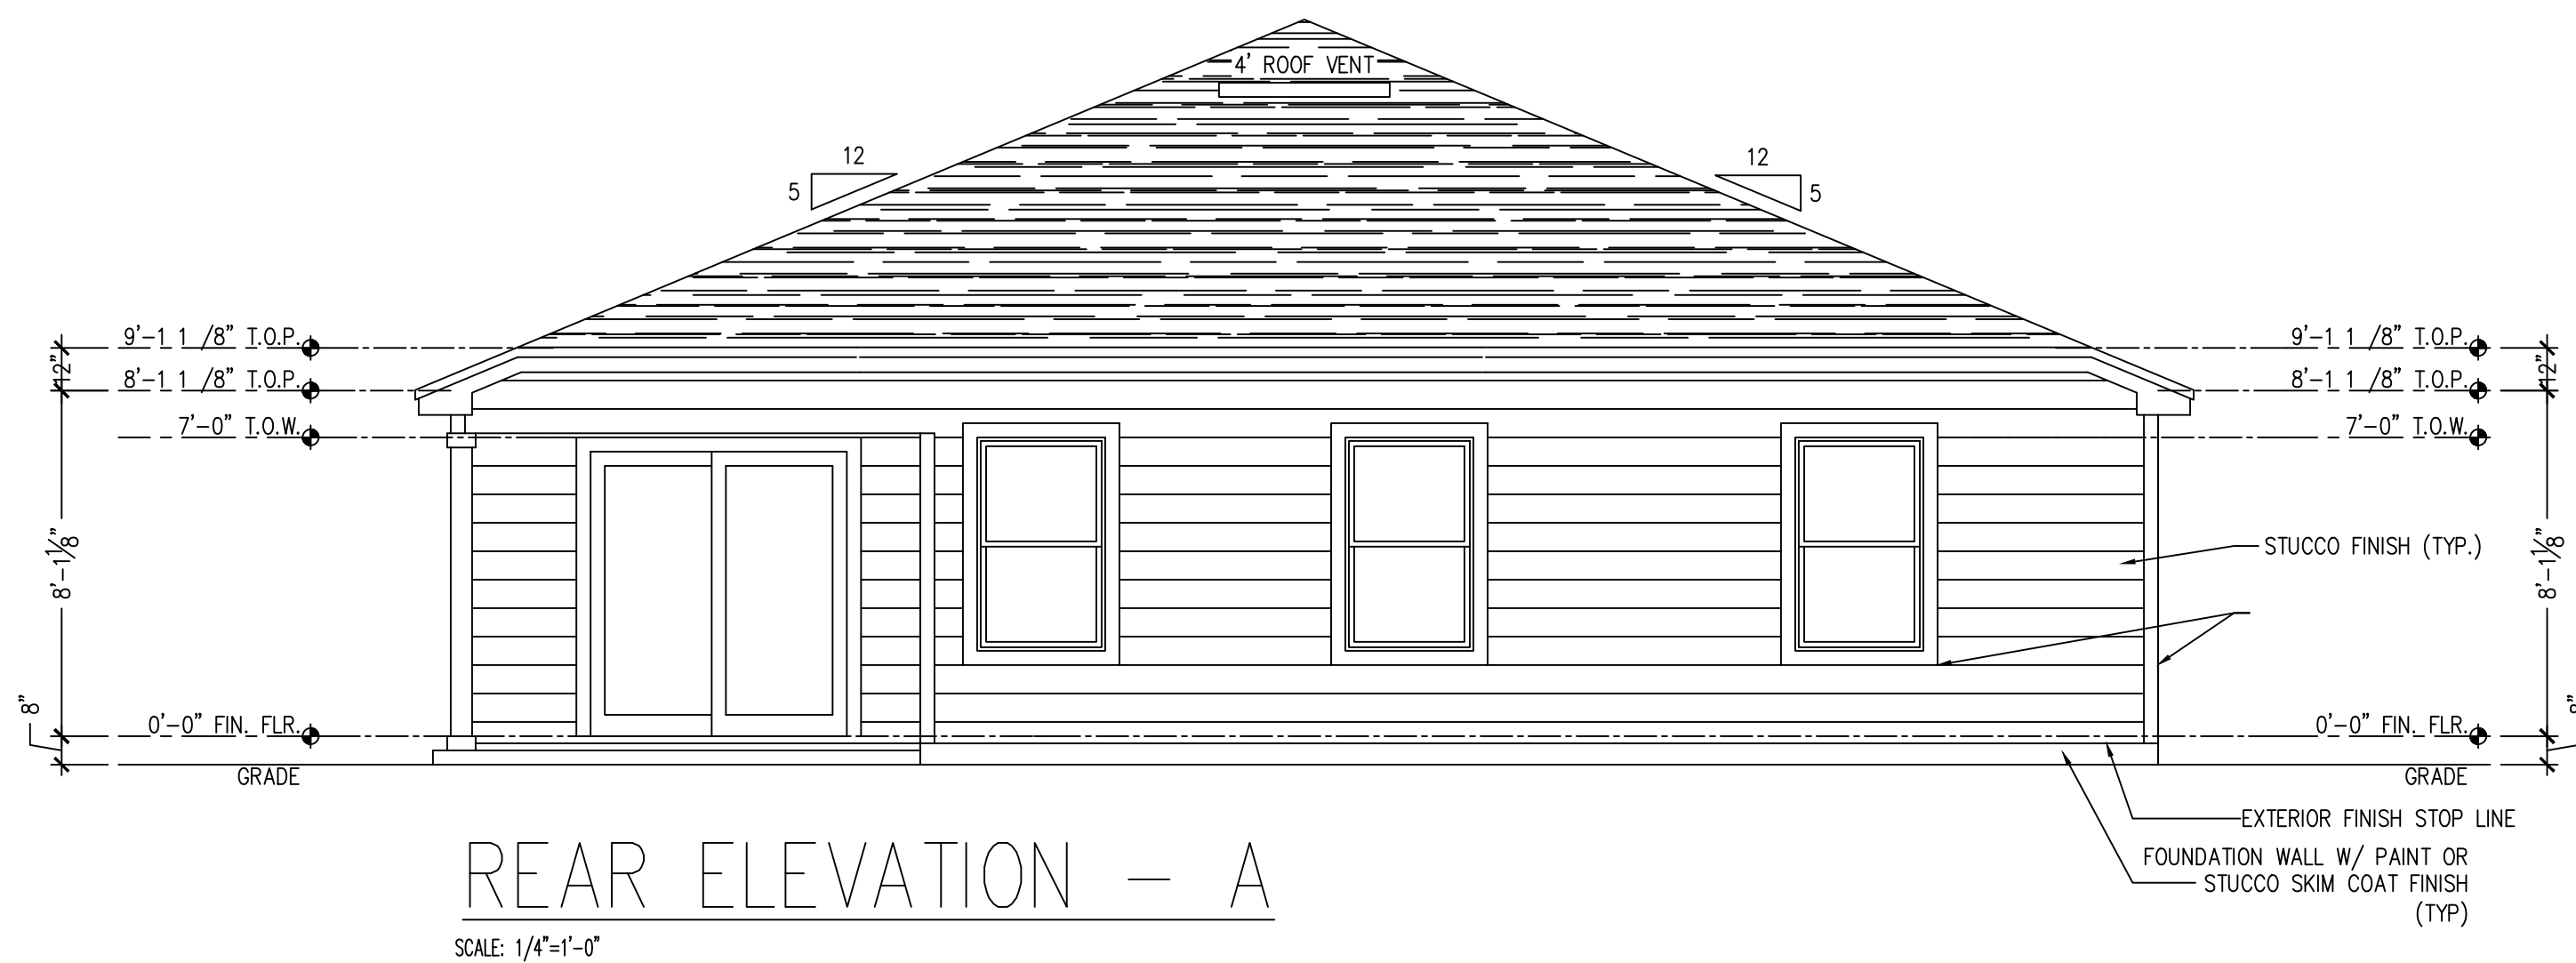 4' ROOF VENT
12
5
12
5
9'-1 1 /8" T.O.P.
12"
8'-1 1 /8" T.O.P.
7'-0" T.O.W.
8'-1⅛"
8"
0'-0" FIN. FLR.
GRADE
9'-1 1 /8" T.O.P.
12"
8'-1 1 /8" T.O.P.
7'-0" T.O.W.
STUCCO FINISH (TYP.)
8'-1⅛"
8"
0'-0" FIN. FLR.
GRADE
EXTERIOR FINISH STOP LINE
FOUNDATION WALL W/ PAINT OR
STUCCO SKIM COAT FINISH
(TYP)
REAR ELEVATION - A
SCALE: 1/4"=1'-0"